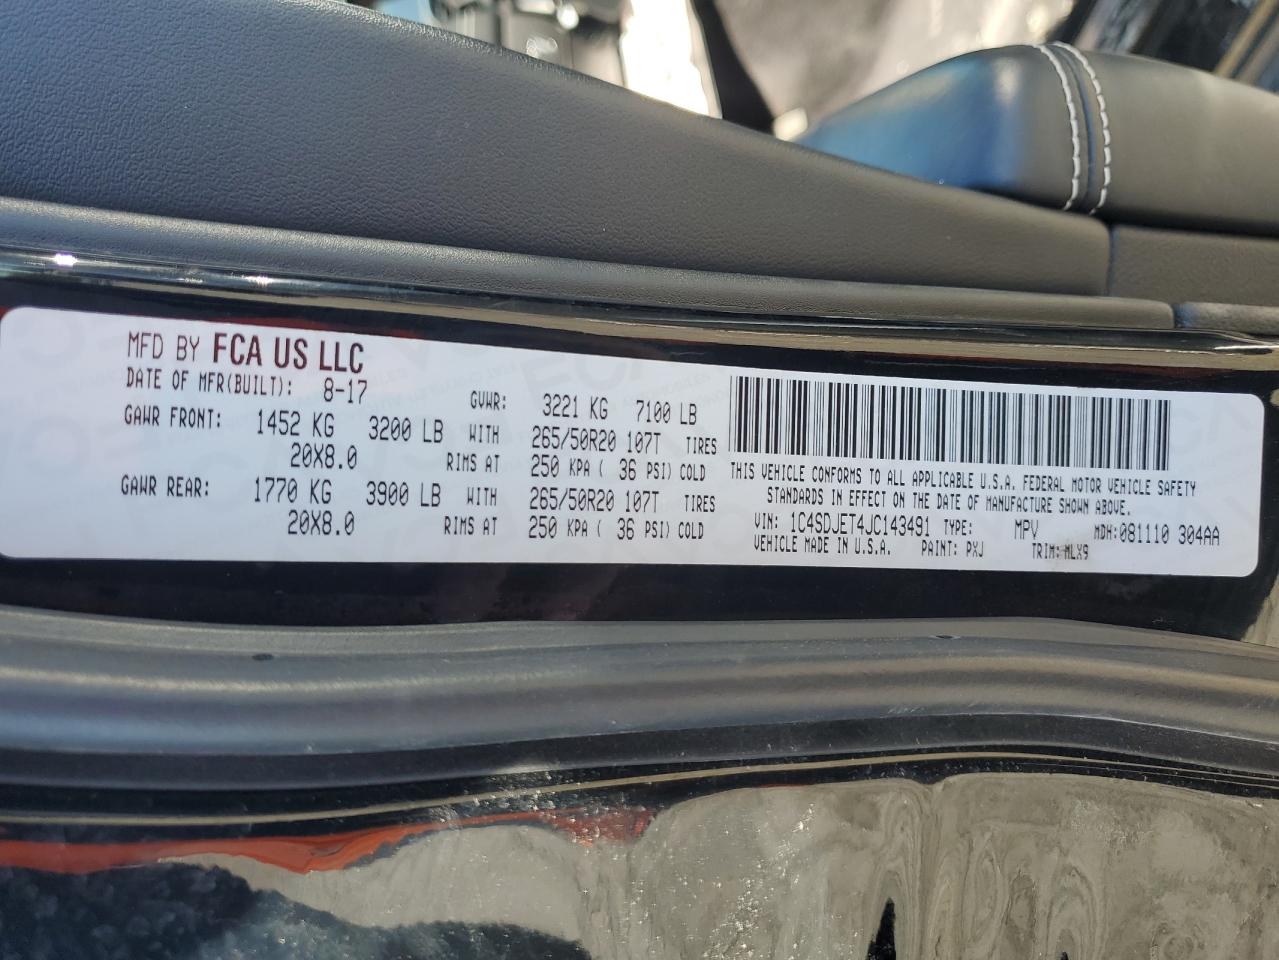 MFD BY FCA US LLC
DATE OF MFR(BUILT): 8-17 GVWR: 3221 KG 7100 LB
GAWR FRONT: 1452 KG 3200 LB WITH 265/50R20 107T TIRES
20X8.0 RIMS AT 250 KPA ( 36 PSI) COLD
GAWR REAR: 1770 KG 3900 LB WITH 265/50R20 107T TIRES
20X8.0 RIMS AT 250 KPA ( 36 PSI) COLD
THIS VEHICLE CONFORMS TO ALL APPLICABLE U.S.A. FEDERAL MOTOR VEHICLE SAFETY
STANDARDS IN EFFECT ON THE DATE OF MANUFACTURE SHOWN ABOVE.
VIN: 1C4SDJET4JC143491 TYPE: MPV MDH:081110 304AA
VEHICLE MADE IN U.S.A. PAINT: PXJ TRIM: MLX9